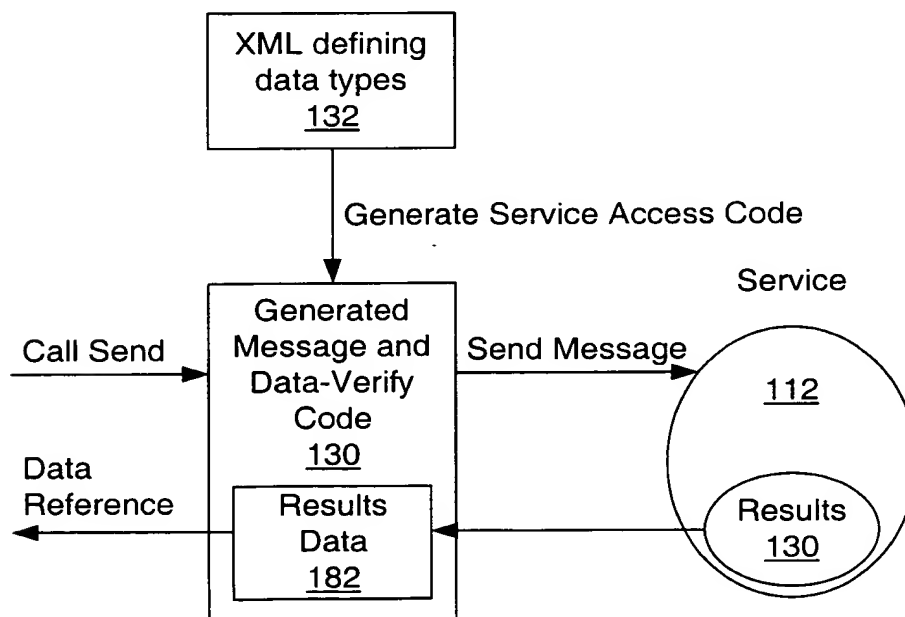 XML defining
data types
132
Generate Service Access Code
Service
Generated
Message and
Data-Verify
Code
130
Call Send
Send Message
112
Data
Reference
Results
Data
182
Results
130